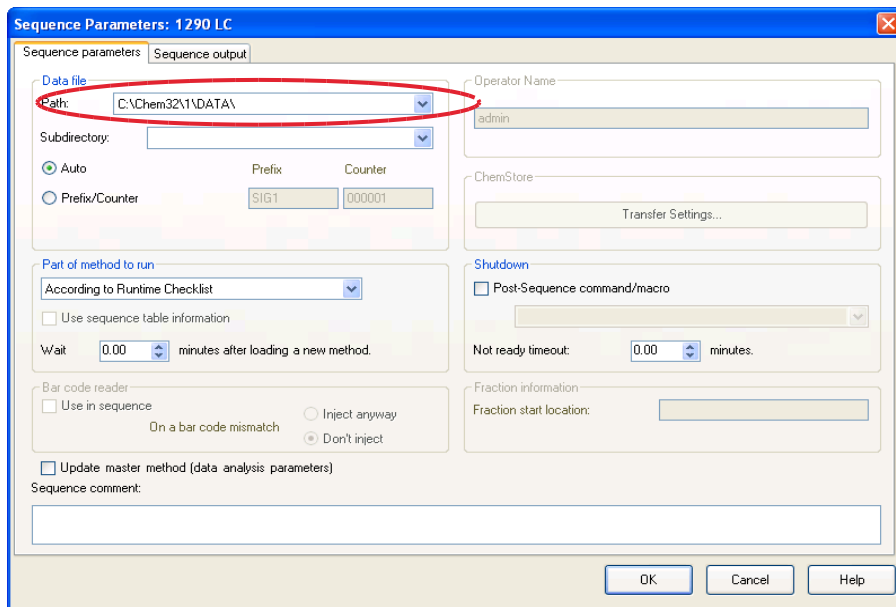 Sequence Parameters: 1290 LC
Sequence parameters
Sequence output
Data file
Path:
C:\Chem32\1\DATA\
Subdirectory:
Auto
Prefix
Counter
Prefix/Counter
SIG1
000001
Operator Name
admin
ChemStore
Transfer Settings...
Part of method to run
According to Runtime Checklist
Use sequence table information
Wait 0.00 minutes after loading a new method.
Shutdown
Post-Sequence command/macro
Not ready timeout: 0.00 minutes.
Bar code reader
Use in sequence
On a bar code mismatch
Inject anyway
Don't inject
Fraction information
Fraction start location:
Update master method (data analysis parameters)
Sequence comment:
OK
Cancel
Help